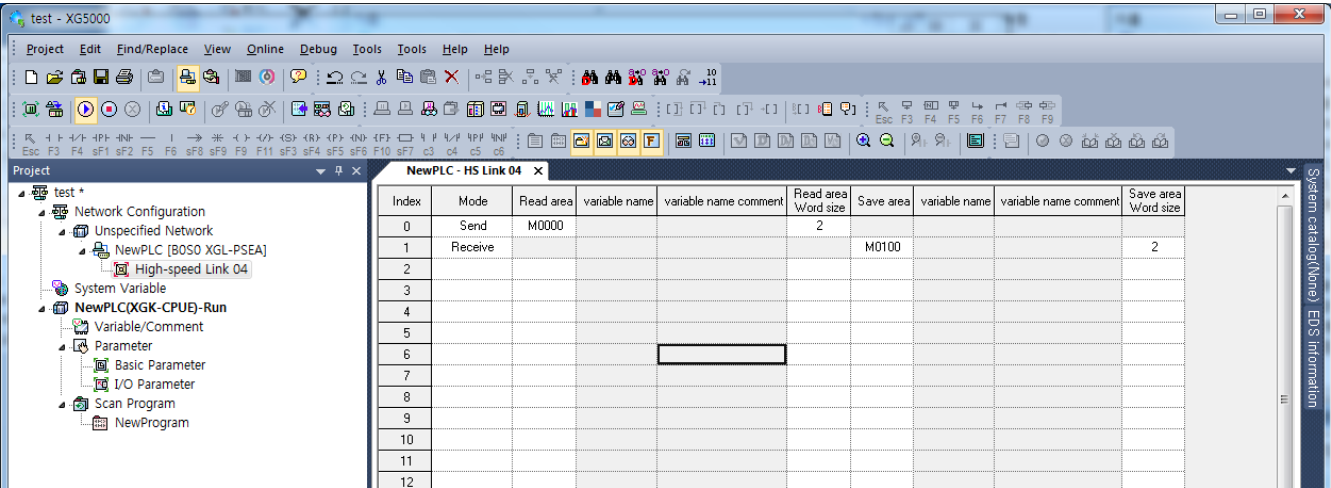 test - XG5000
Project Edit Find/Replace View Online Debug Tools Tools Help Help
Esc F3 F4 F5 F6 F7 F8 F9
Esc F3 F4 sF1 sF2 F5 F6 sF8 sF9 F9 F11 sF3 sF4 sF5 sF6 F10 sF7 c3 c4 c5 c6
Project
test *
Network Configuration
Unspecified Network
NewPLC [B0S0 XGL-PSEA]
High-speed Link 04
System Variable
NewPLC(XGK-CPUE)-Run
Variable/Comment
Parameter
Basic Parameter
I/O Parameter
Scan Program
NewProgram
NewPLC - HS Link 04
Index Mode Read area variable name variable name comment Read area Word size Save area variable name variable name comment Save area Word size
0 Send M0000 2
1 Receive M0100 2
2
3
4
5
6
7
8
9
10
11
12
System catalog(None)
EDS information